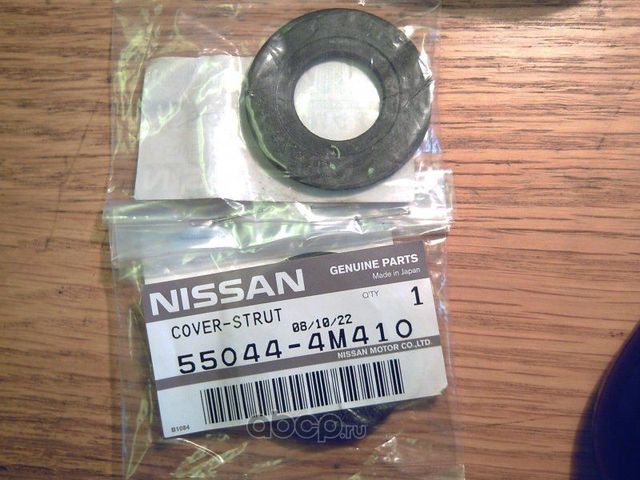 NISSAN
GENUINE PARTS
Made in Japan
COVER-STRUT
Q'TY 1
08/10/22
55044-4M410
NISSAN MOTOR CO.,LTD.
B1084
abcp.ru